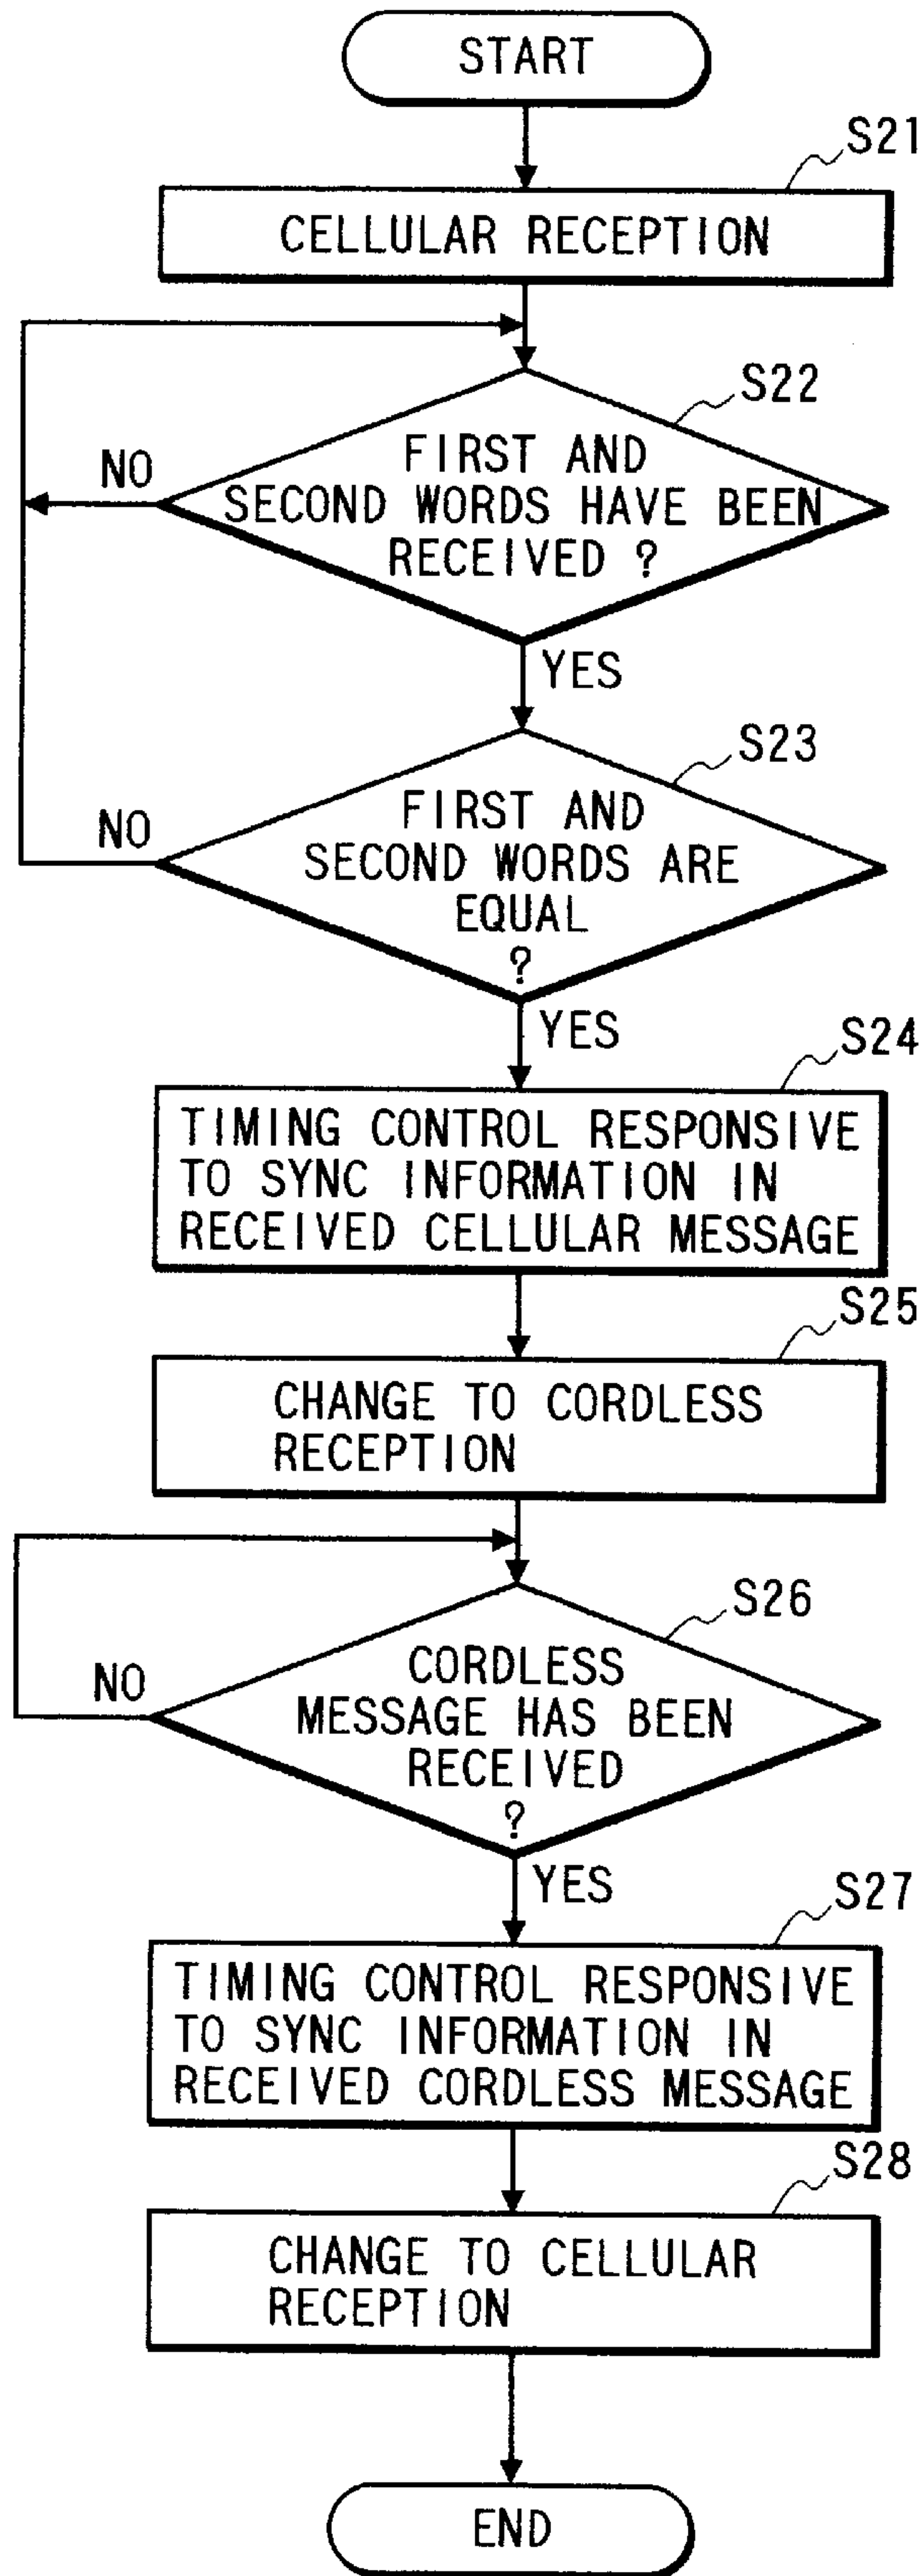 START
S21
CELLULAR RECEPTION
S22
FIRST AND
SECOND WORDS HAVE BEEN
RECEIVED ?
NO
YES
S23
FIRST AND
SECOND WORDS ARE
EQUAL
?
NO
YES
S24
TIMING CONTROL RESPONSIVE
TO SYNC INFORMATION IN
RECEIVED CELLULAR MESSAGE
S25
CHANGE TO CORDLESS
RECEPTION
S26
CORDLESS
MESSAGE HAS BEEN
RECEIVED
?
NO
YES
S27
TIMING CONTROL RESPONSIVE
TO SYNC INFORMATION IN
RECEIVED CORDLESS MESSAGE
S28
CHANGE TO CELLULAR
RECEPTION
END